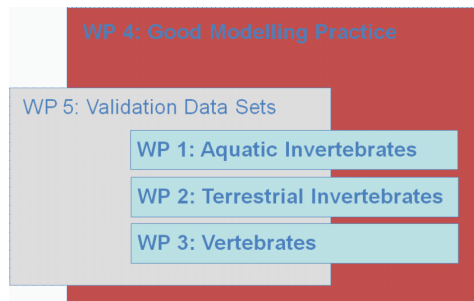 WP 4: Good Modelling Practice
WP 5: Validation Data Sets
WP 1: Aquatic Invertebrates
WP 2: Terrestrial Invertebrates
WP 3: Vertebrates